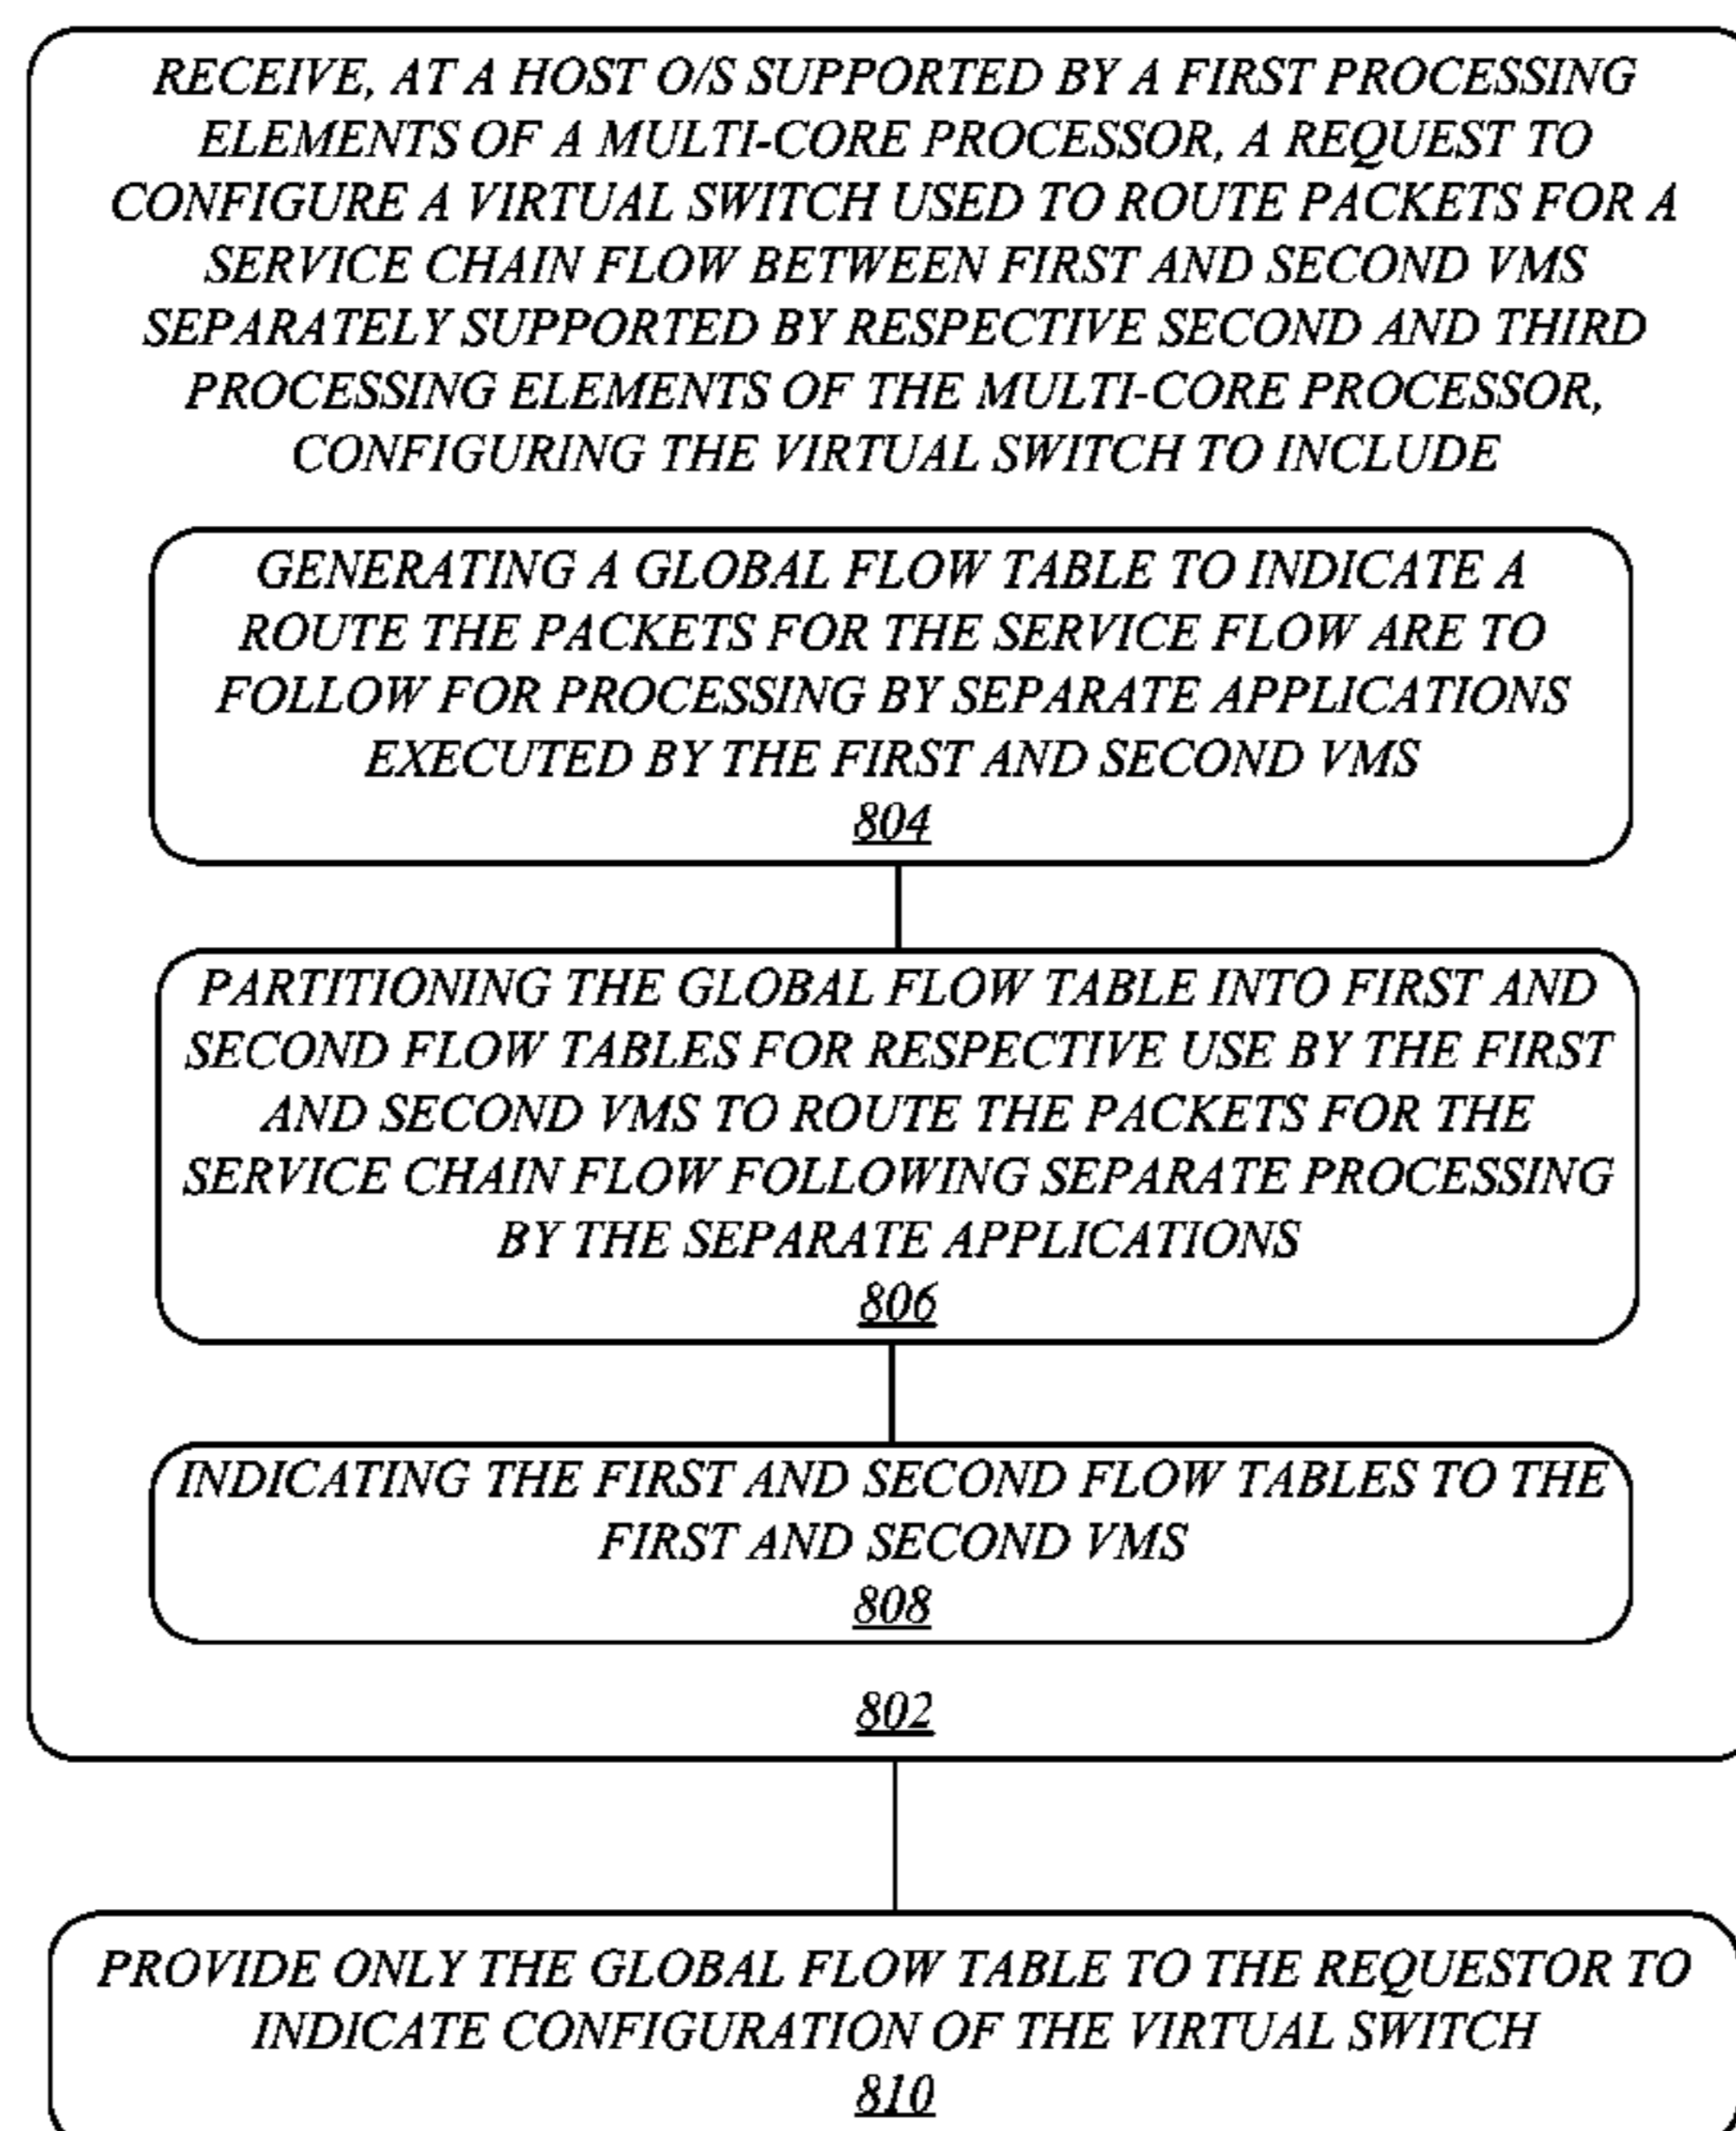 RECEIVE, AT A HOST O/S SUPPORTED BY A FIRST PROCESSING
ELEMENTS OF A MULTI-CORE PROCESSOR, A REQUEST TO
CONFIGURE A VIRTUAL SWITCH USED TO ROUTE PACKETS FOR A
SERVICE CHAIN FLOW BETWEEN FIRST AND SECOND VMS
SEPARATELY SUPPORTED BY RESPECTIVE SECOND AND THIRD
PROCESSING ELEMENTS OF THE MULTI-CORE PROCESSOR,
CONFIGURING THE VIRTUAL SWITCH TO INCLUDE
GENERATING A GLOBAL FLOW TABLE TO INDICATE A
ROUTE THE PACKETS FOR THE SERVICE FLOW ARE TO
FOLLOW FOR PROCESSING BY SEPARATE APPLICATIONS
EXECUTED BY THE FIRST AND SECOND VMS
804
PARTITIONING THE GLOBAL FLOW TABLE INTO FIRST AND
SECOND FLOW TABLES FOR RESPECTIVE USE BY THE FIRST
AND SECOND VMS TO ROUTE THE PACKETS FOR THE
SERVICE CHAIN FLOW FOLLOWING SEPARATE PROCESSING
BY THE SEPARATE APPLICATIONS
806
INDICATING THE FIRST AND SECOND FLOW TABLES TO THE
FIRST AND SECOND VMS
808
802
PROVIDE ONLY THE GLOBAL FLOW TABLE TO THE REQUESTOR TO
INDICATE CONFIGURATION OF THE VIRTUAL SWITCH
810